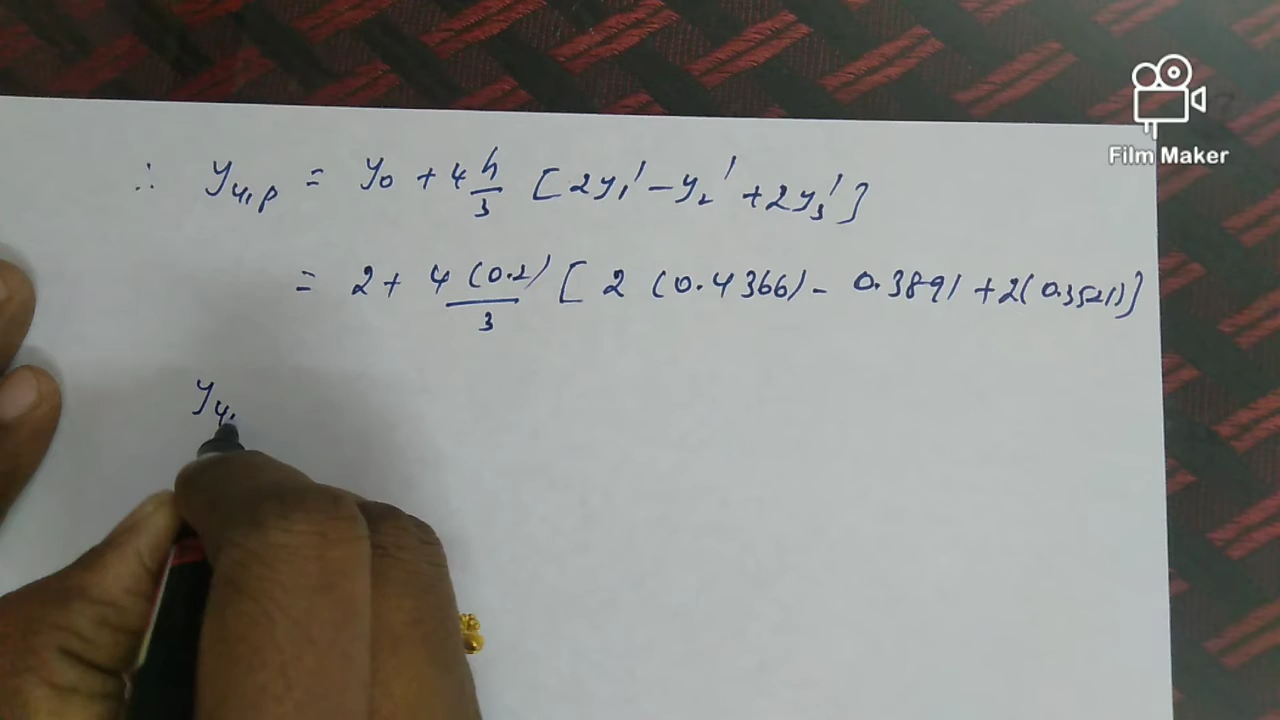 ∴ y4,p = y0 + 4 h/3 [2y1' - y2' + 2y3']
= 2 + 4(0.2)/3 [2(0.4366) - 0.3891 + 2(0.3521)]
y4,
Film Maker